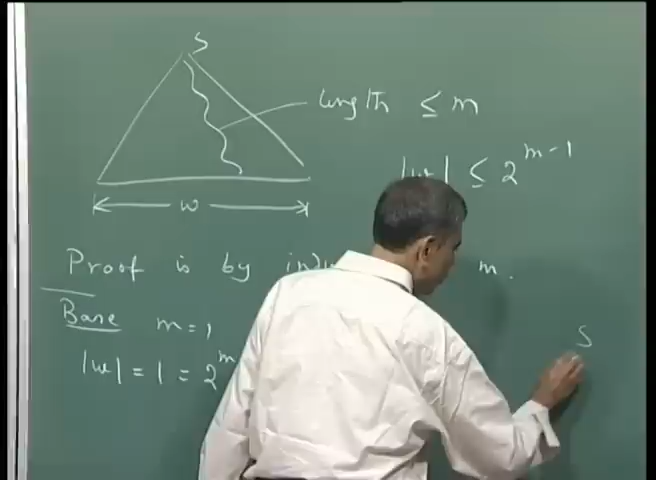 S
length ≤ m
|w| ≤ 2^{m-1}
w
Proof is by m.
Base m = 1
|w| = 1 = 2^m
S